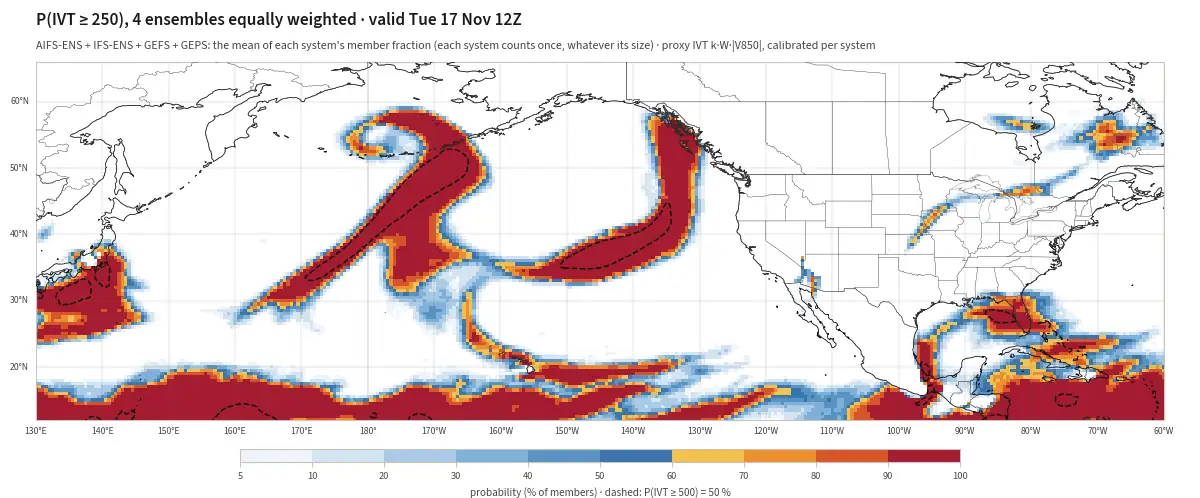 P(IVT ≥ 250), 4 ensembles equally weighted · valid Tue 17 Nov 12Z
AIFS-ENS + IFS-ENS + GEFS + GEPS: the mean of each system's member fraction (each system counts once, whatever its size) · proxy IVT k·W·|V850|, calibrated per system
60°N
50°N
40°N
30°N
20°N
130°E 140°E 150°E 160°E 170°E 180° 170°W 160°W 150°W 140°W 130°W 120°W 110°W 100°W 90°W 80°W 70°W 60°W
5 10 20 30 40 50 60 70 80 90 100
probability (% of members) · dashed: P(IVT ≥ 500) = 50 %